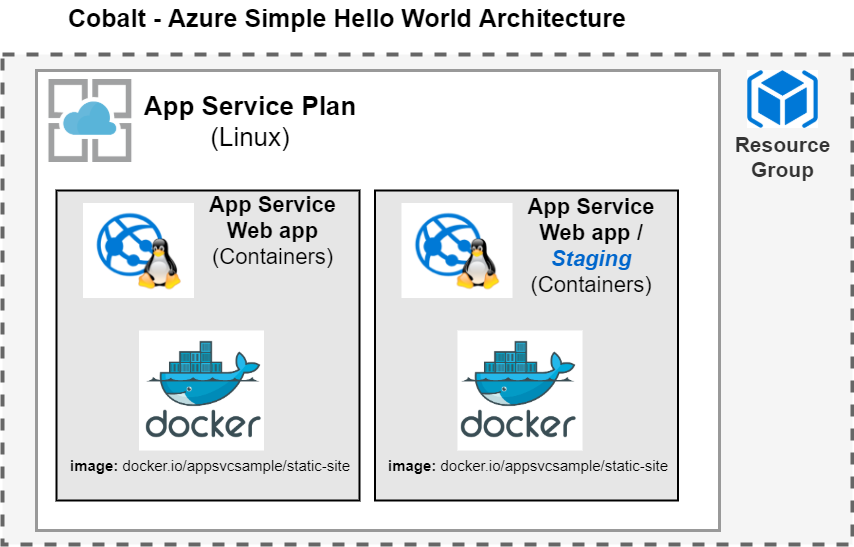 Cobalt - Azure Simple Hello World Architecture
App Service Plan
(Linux)
Resource
Group
App Service
Web app
(Containers)
docker
image: docker.io/appsvcsample/static-site
App Service
Web app /
Staging
(Containers)
docker
image: docker.io/appsvcsample/static-site